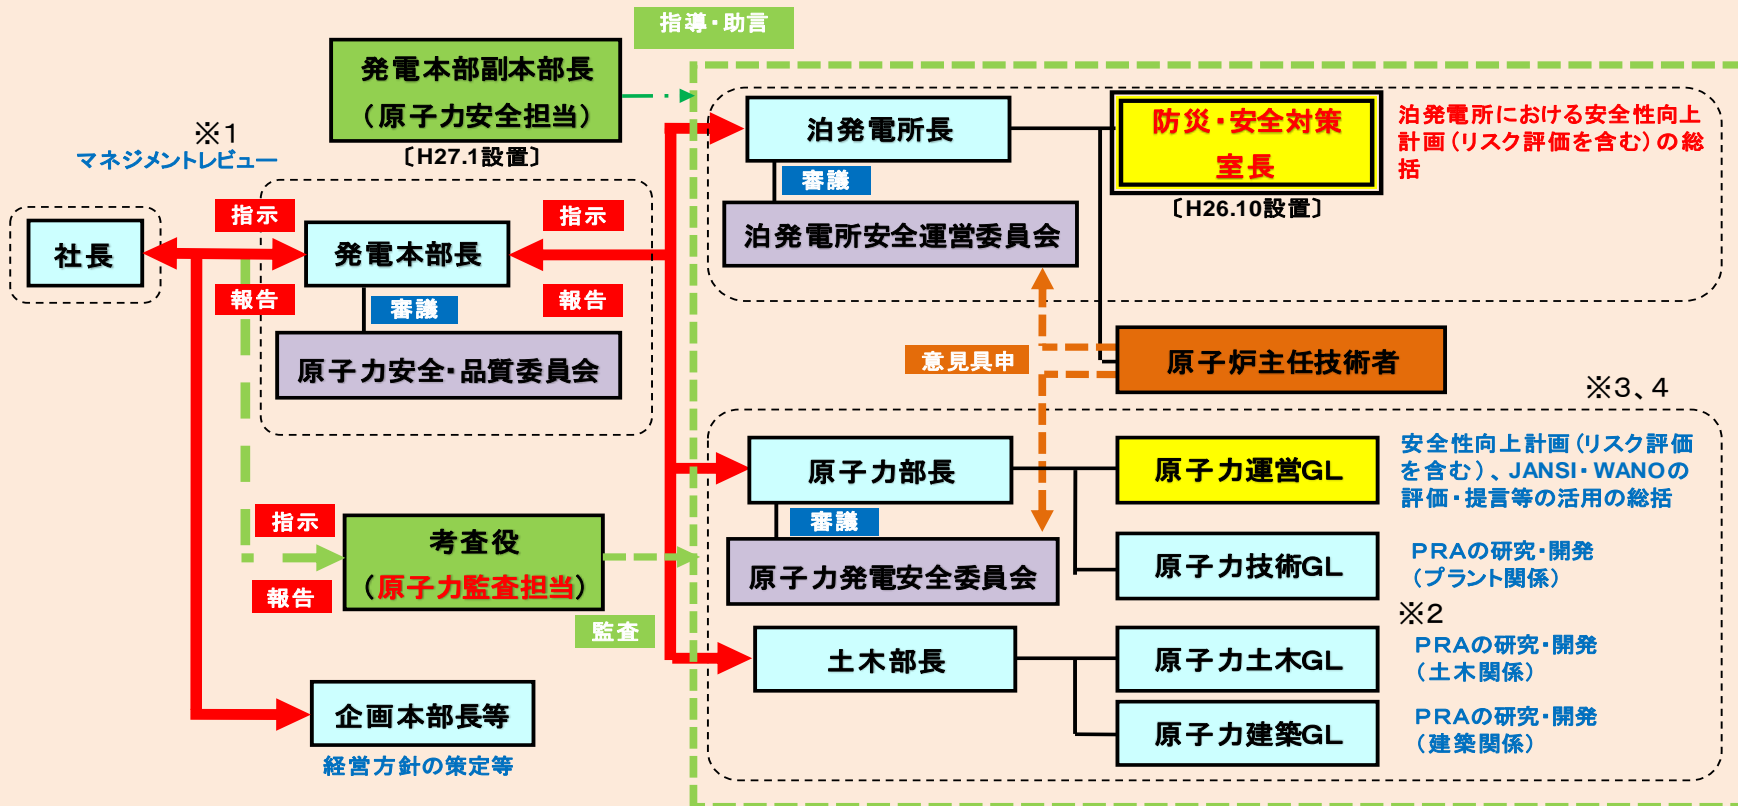 指導・助言
発電本部副本部長
（原子力安全担当）
〔H27.1設置〕
※1
マネジメントレビュー
社長
指示
報告
発電本部長
審議
原子力安全・品質委員会
指示
報告
指示
報告
考査役
（原子力監査担当）
監査
企画本部長等
経営方針の策定等
泊発電所長
審議
泊発電所安全運営委員会
防災・安全対策
室長
〔H26.10設置〕
泊発電所における安全性向上
計画（リスク評価を含む）の総
括
意見具申
原子炉主任技術者
※3、4
原子力部長
審議
原子力発電安全委員会
原子力運営GL
安全性向上計画（リスク評価
を含む）、JANSI・WANOの
評価・提言等の活用の総括
原子力技術GL
PRAの研究・開発
（プラント関係）
※2
土木部長
原子力土木GL
PRAの研究・開発
（土木関係）
原子力建築GL
PRAの研究・開発
（建築関係）